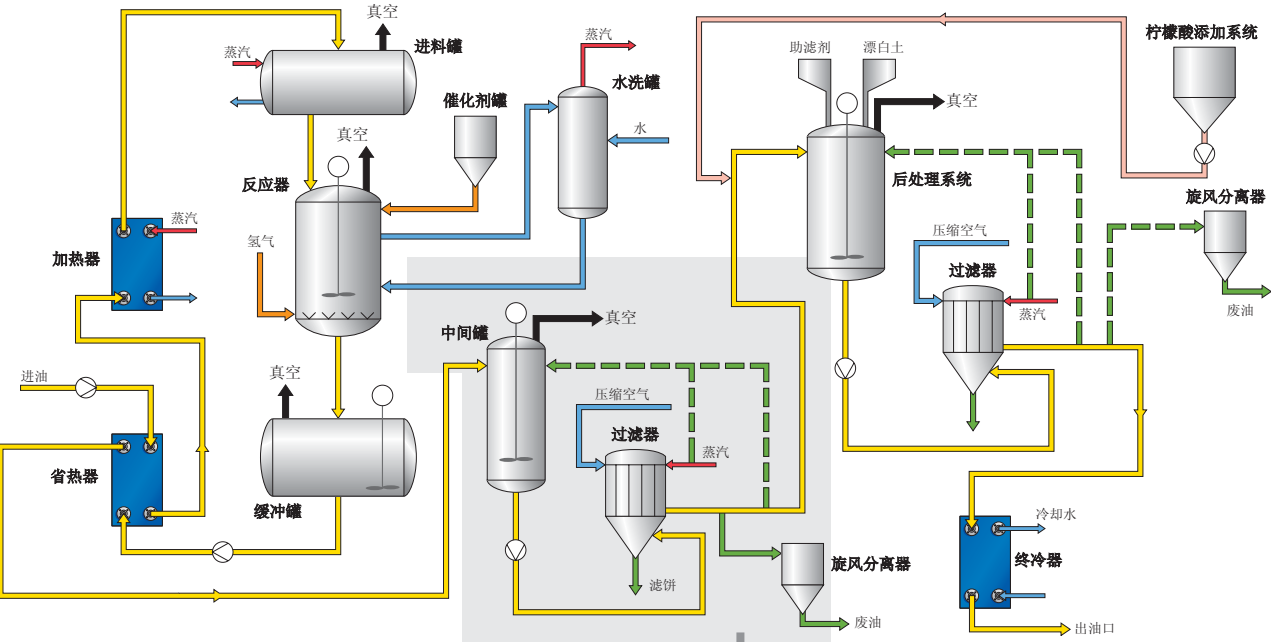 真空
进料罐
蒸汽
催化剂罐
真空
反应器
氢气
蒸汽
水洗罐
水
蒸汽
加热器
进油
省热器
真空
缓冲罐
中间罐
真空
压缩空气
过滤器
蒸汽
滤饼
旋风分离器
废油
助滤剂
漂白土
真空
后处理系统
柠檬酸添加系统
旋风分离器
废油
压缩空气
过滤器
蒸汽
冷却水
终冷器
出油口